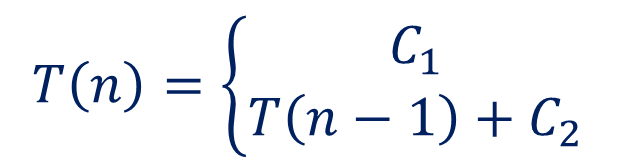 T(n) = { C₁
T(n − 1) + C₂